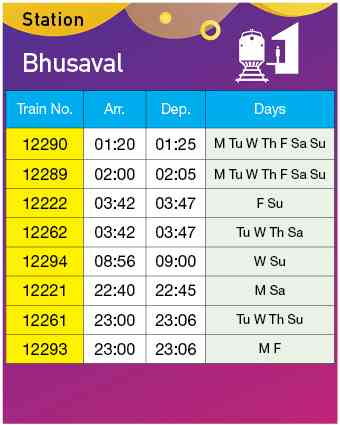 Station
Bhusaval
Train No. Arr. Dep. Days
12290 01:20 01:25 M Tu W Th F Sa Su
12289 02:00 02:05 M Tu W Th F Sa Su
12222 03:42 03:47 F Su
12262 03:42 03:47 Tu W Th Sa
12294 08:56 09:00 W Su
12221 22:40 22:45 M Sa
12261 23:00 23:06 Tu W Th Su
12293 23:00 23:06 M F